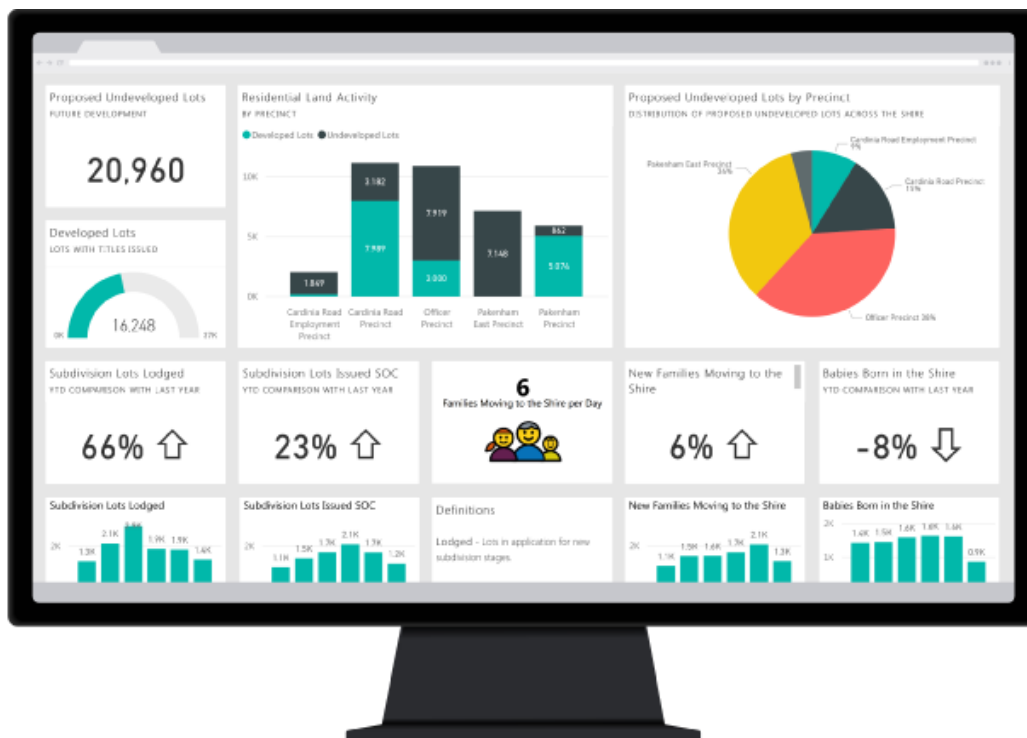 Proposed Undeveloped Lots
FUTURE DEVELOPMENT
20,960
Developed Lots
LOTS WITH TITLES ISSUED
16,248
0K
37K
Residential Land Activity
BY PRECINCT
Developed Lots Undeveloped Lots
10K
5K
0K
1.869
3.182
7.989
7.919
3.000
7.148
862
5.076
Cardinia Road
Employment
Precinct
Cardinia Road
Precinct
Officer
Precinct
Pakenham
East Precinct
Pakenham
Precinct
Proposed Undeveloped Lots by Precinct
DISTRIBUTION OF PROPOSED UNDEVELOPED LOTS ACROSS THE SHIRE
Cardinia Road Employment Precinct
9%
Cardinia Road Precinct
15%
Officer Precinct 38%
Pakenham East Precinct
34%
Subdivision Lots Lodged
YTD COMPARISON WITH LAST YEAR
66%
Subdivision Lots Issued SOC
YTD COMPARISON WITH LAST YEAR
23%
6
Families Moving to the Shire per Day
New Families Moving to the
Shire
6%
Babies Born in the Shire
YTD COMPARISON WITH LAST YEAR
-8%
Subdivision Lots Lodged
2K
1.3K
2.1K
1.9K
1.9K
1.4K
Subdivision Lots Issued SOC
2K
1.1K
1.5K
1.7K
2.1K
1.7K
1.2K
Definitions
Lodged - Lots in application for new
subdivision stages.
New Families Moving to the Shire
2K
1.1K
1.5K
1.6K
1.7K
2.1K
1.3K
Babies Born in the Shire
2K
1K
1.4K
1.5K
1.6K
1.6K
1.6K
0.9K